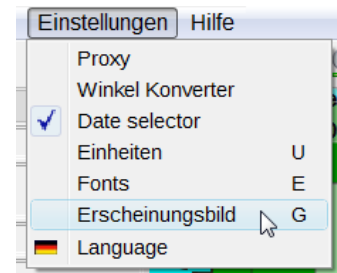 Einstellungen Hilfe
Proxy
Winkel Konverter
Date selector
Einheiten U
Fonts E
Erscheinungsbild G
Language